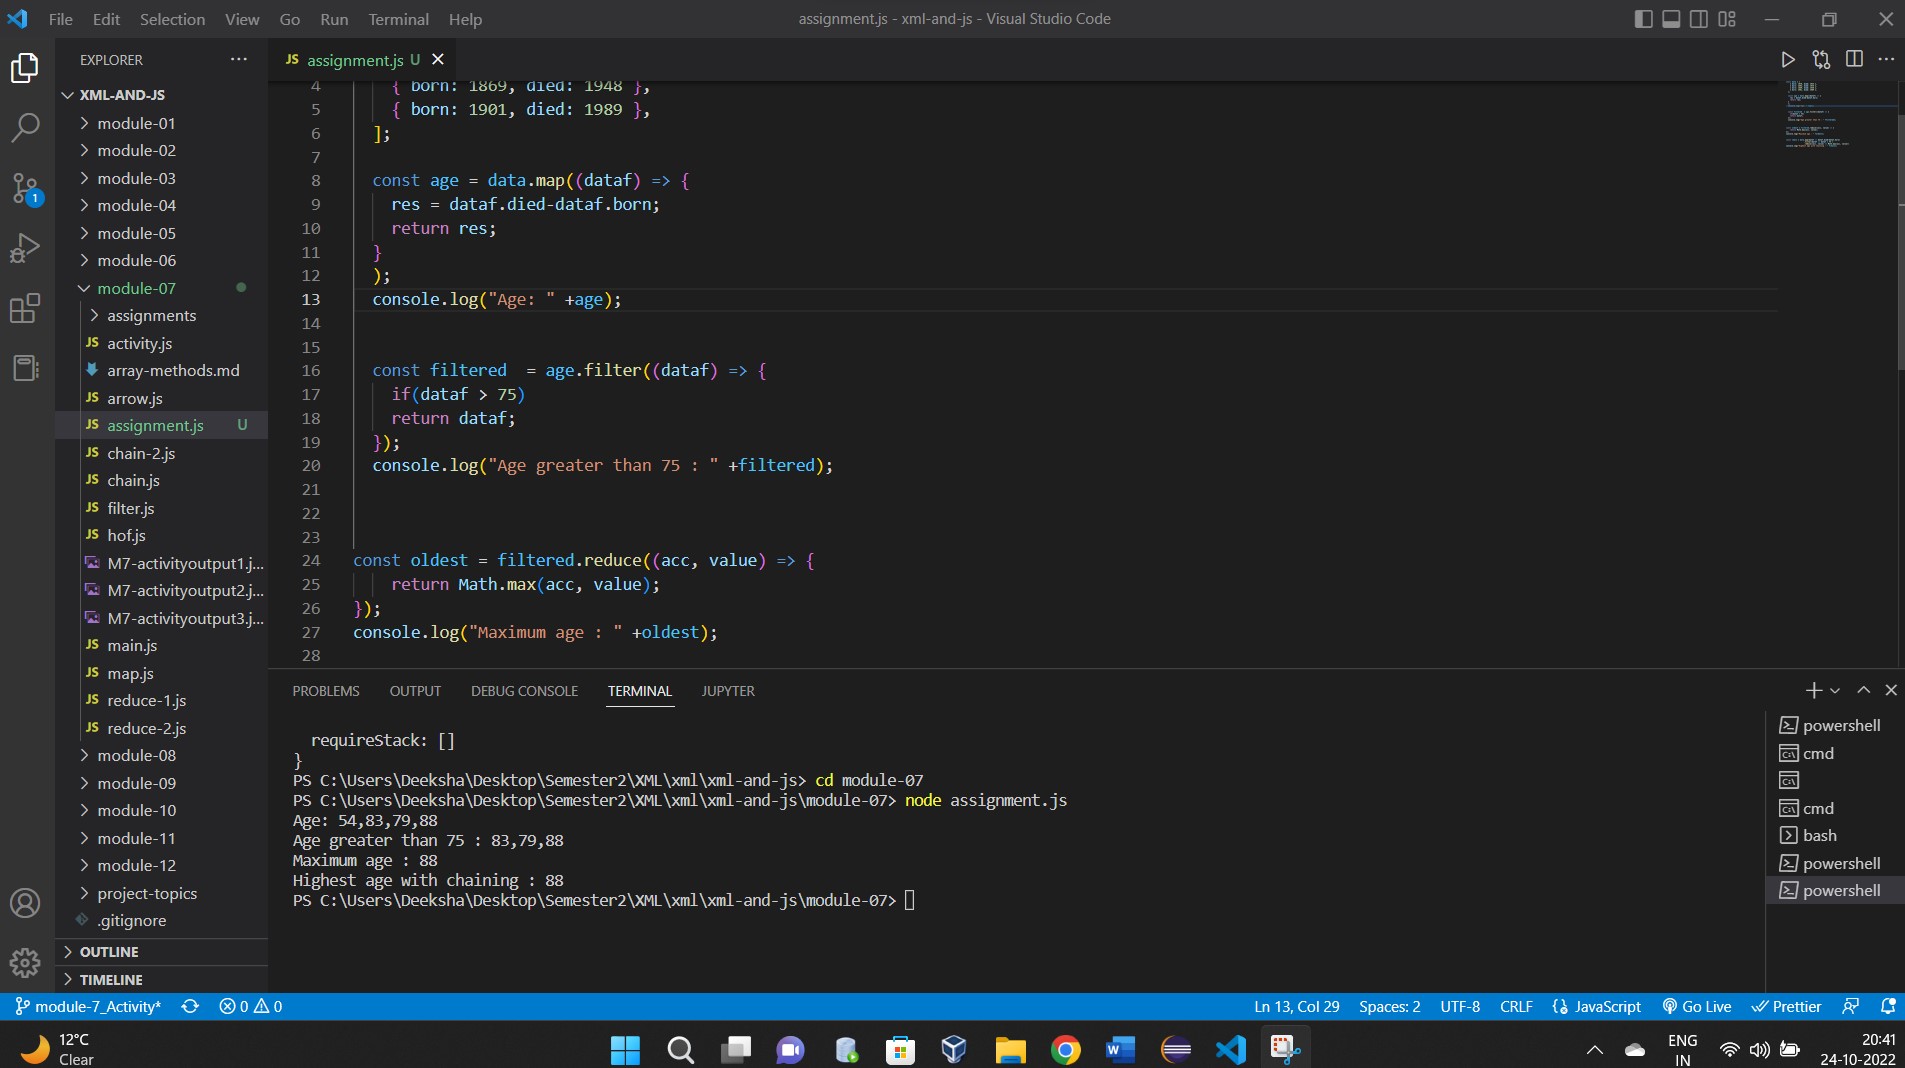 File Edit Selection View Go Run Terminal Help
assignment.js - xml-and-js - Visual Studio Code
EXPLORER
XML-AND-JS
module-01
module-02
module-03
module-04
module-05
module-06
module-07
assignments
JS activity.js
array-methods.md
JS arrow.js
JS assignment.js U
JS chain-2.js
JS chain.js
JS filter.js
JS hof.js
M7-activityoutput1.j...
M7-activityoutput2.j...
M7-activityoutput3.j...
JS main.js
JS map.js
JS reduce-1.js
JS reduce-2.js
module-08
module-09
module-10
module-11
module-12
project-topics
.gitignore
OUTLINE
TIMELINE
1
JS assignment.js U
4 { born: 1869, died: 1948 },
5 { born: 1901, died: 1989 },
6 ];
7
8 const age = data.map((dataf) => {
9 res = dataf.died-dataf.born;
10 return res;
11 }
12 );
13 console.log("Age: " +age);
14
15
16 const filtered  = age.filter((dataf) => {
17 if(dataf > 75)
18 return dataf;
19 });
20 console.log("Age greater than 75 : " +filtered);
21
22
23
24 const oldest = filtered.reduce((acc, value) => {
25 return Math.max(acc, value);
26 });
27 console.log("Maximum age : " +oldest);
28
PROBLEMS OUTPUT DEBUG CONSOLE TERMINAL JUPYTER
requireStack: []
}
PS C:\Users\Deeksha\Desktop\Semester2\XML\xml\xml-and-js> cd module-07
PS C:\Users\Deeksha\Desktop\Semester2\XML\xml\xml-and-js\module-07> node assignment.js
Age: 54,83,79,88
Age greater than 75 : 83,79,88
Maximum age : 88
Highest age with chaining : 88
PS C:\Users\Deeksha\Desktop\Semester2\XML\xml\xml-and-js\module-07>
powershell
cmd
cmd
bash
powershell
powershell
module-7_Activity* 0 0
Ln 13, Col 29 Spaces: 2 UTF-8 CRLF JavaScript Go Live Prettier
12°C
Clear
ENG
IN
20:41
24-10-2022